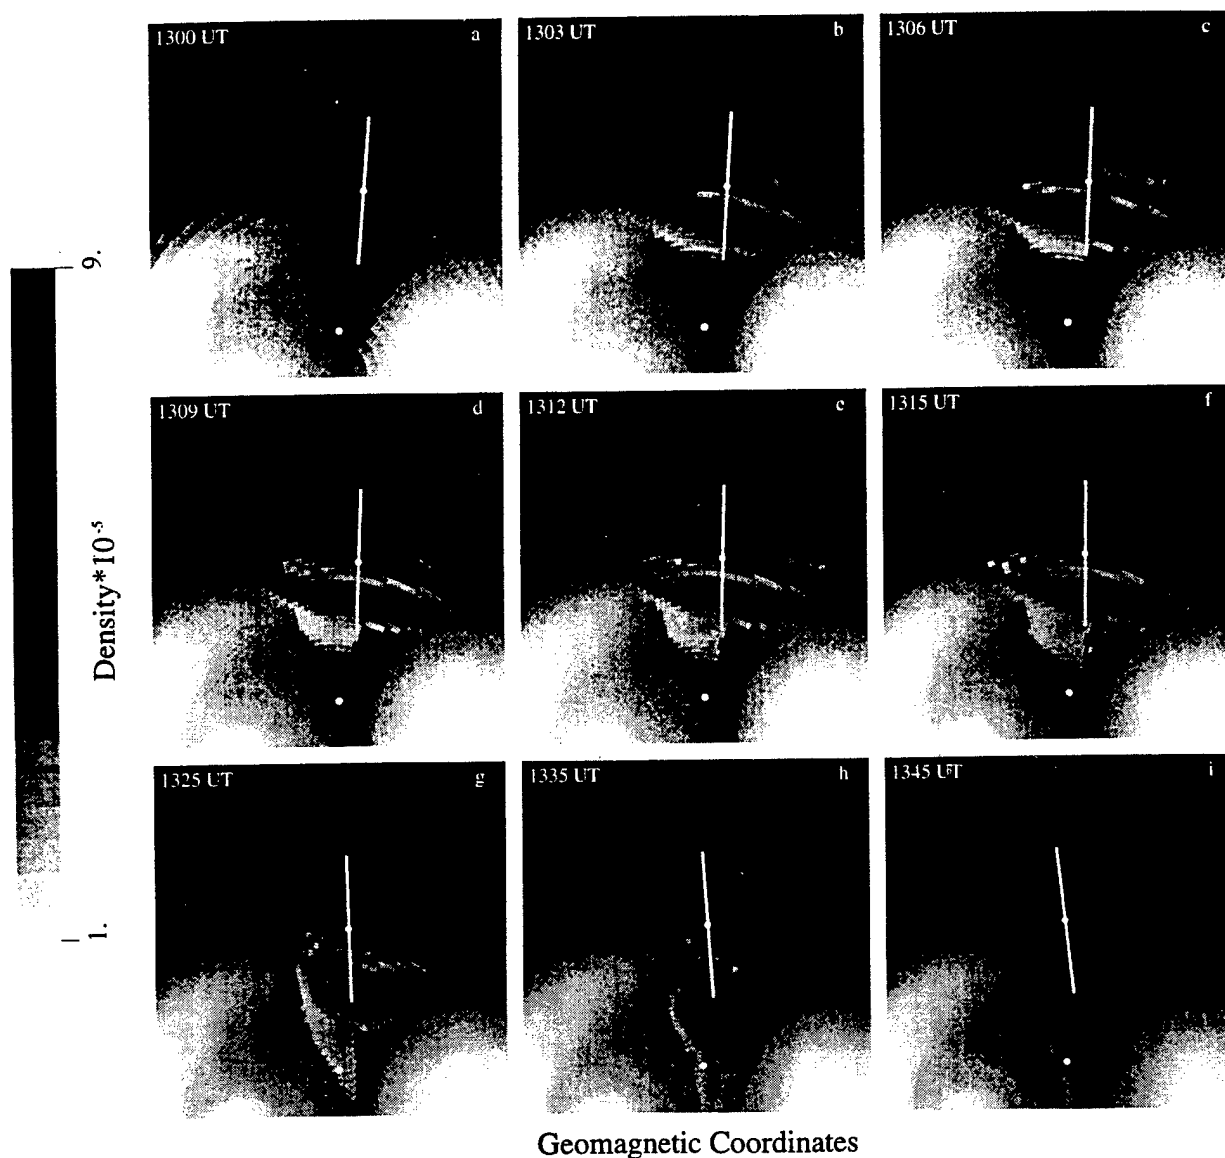 1300 UT a
1303 UT b
1306 UT c
9.
Density*10⁻⁵
1.
1309 UT d
1312 UT e
1315 UT f
1325 UT g
1335 UT h
1345 UT i
Geomagnetic Coordinates